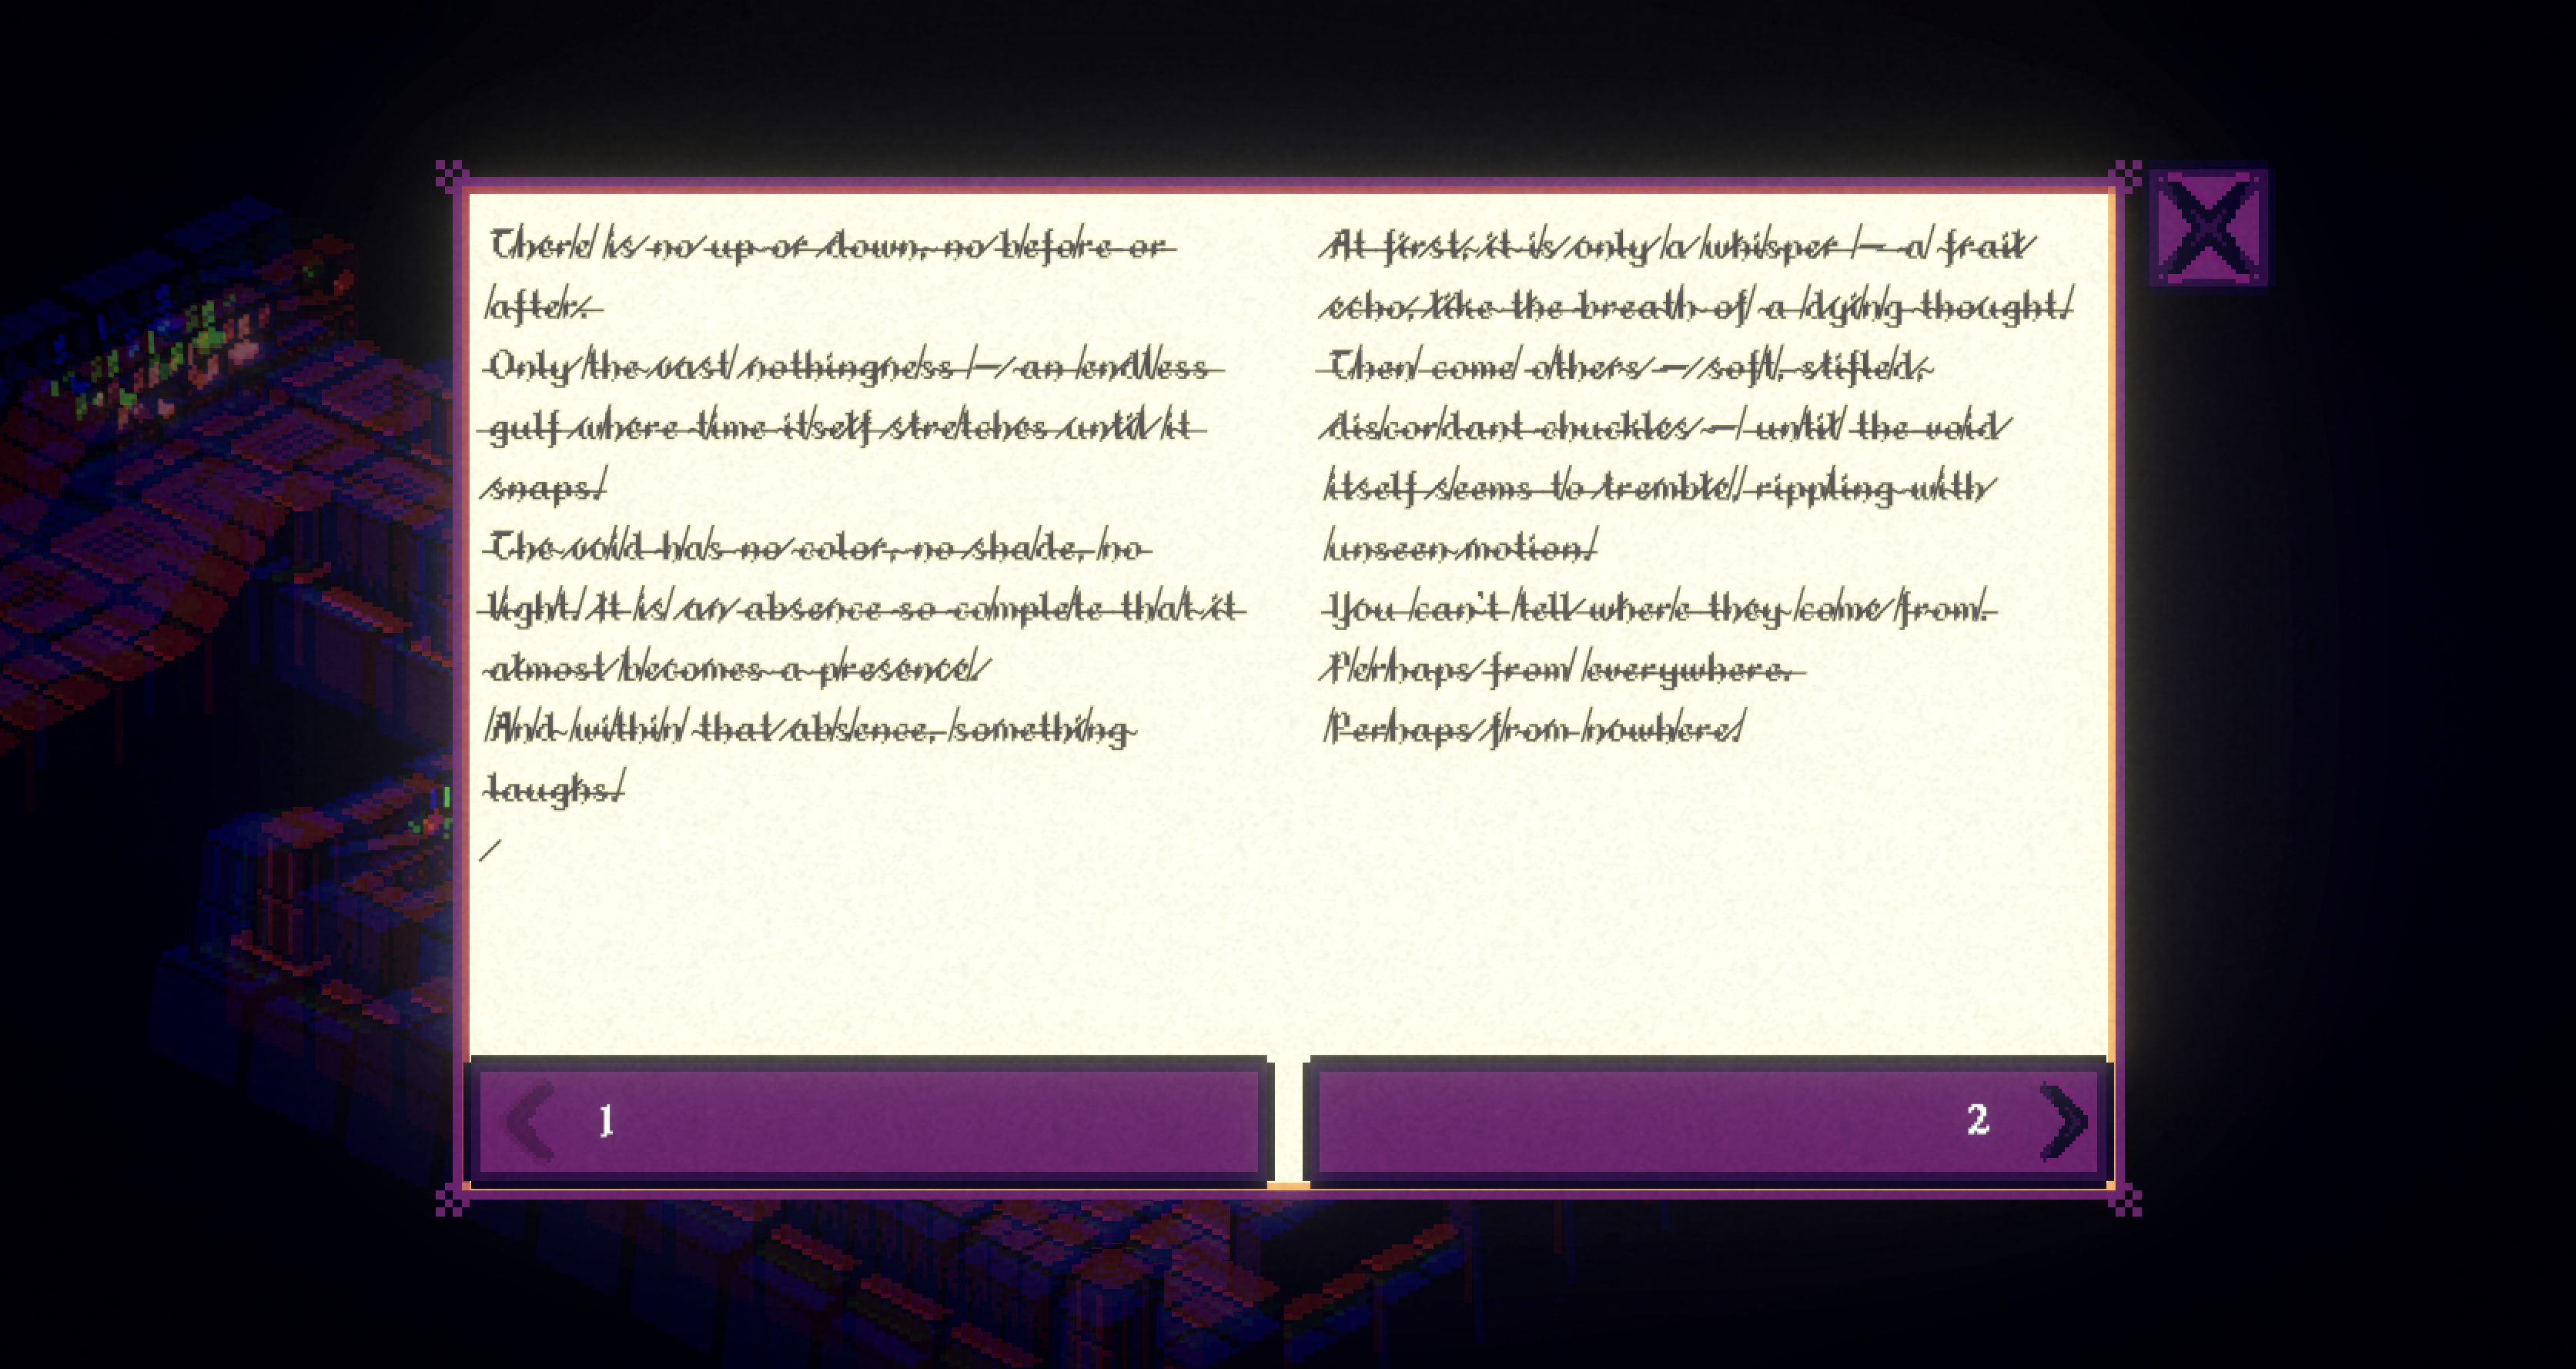 There is no up or down, no before or
after.
Only the vast nothingness — an endless
gulf where time itself stretches until it
snaps.
The void has no color, no shade, no
light. It is an absence so complete that it
almost becomes a presence.
And within that absence, something
laughs.
At first, it is only a whisper — a frail
echo, like the breath of a dying thought.
Then come others — soft, stifled,
discordant chuckles — until the void
itself seems to tremble, rippling with
unseen motion.
You can't tell where they come from.
Perhaps from everywhere.
Perhaps from nowhere.
1
2